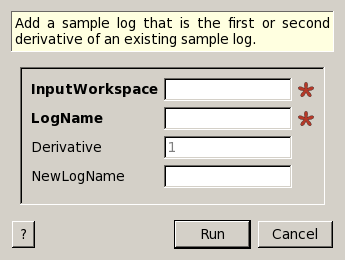 Add a sample log that is the first or second
derivative of an existing sample log.
InputWorkspace
LogName
Derivative 1
NewLogName
? Run Cancel